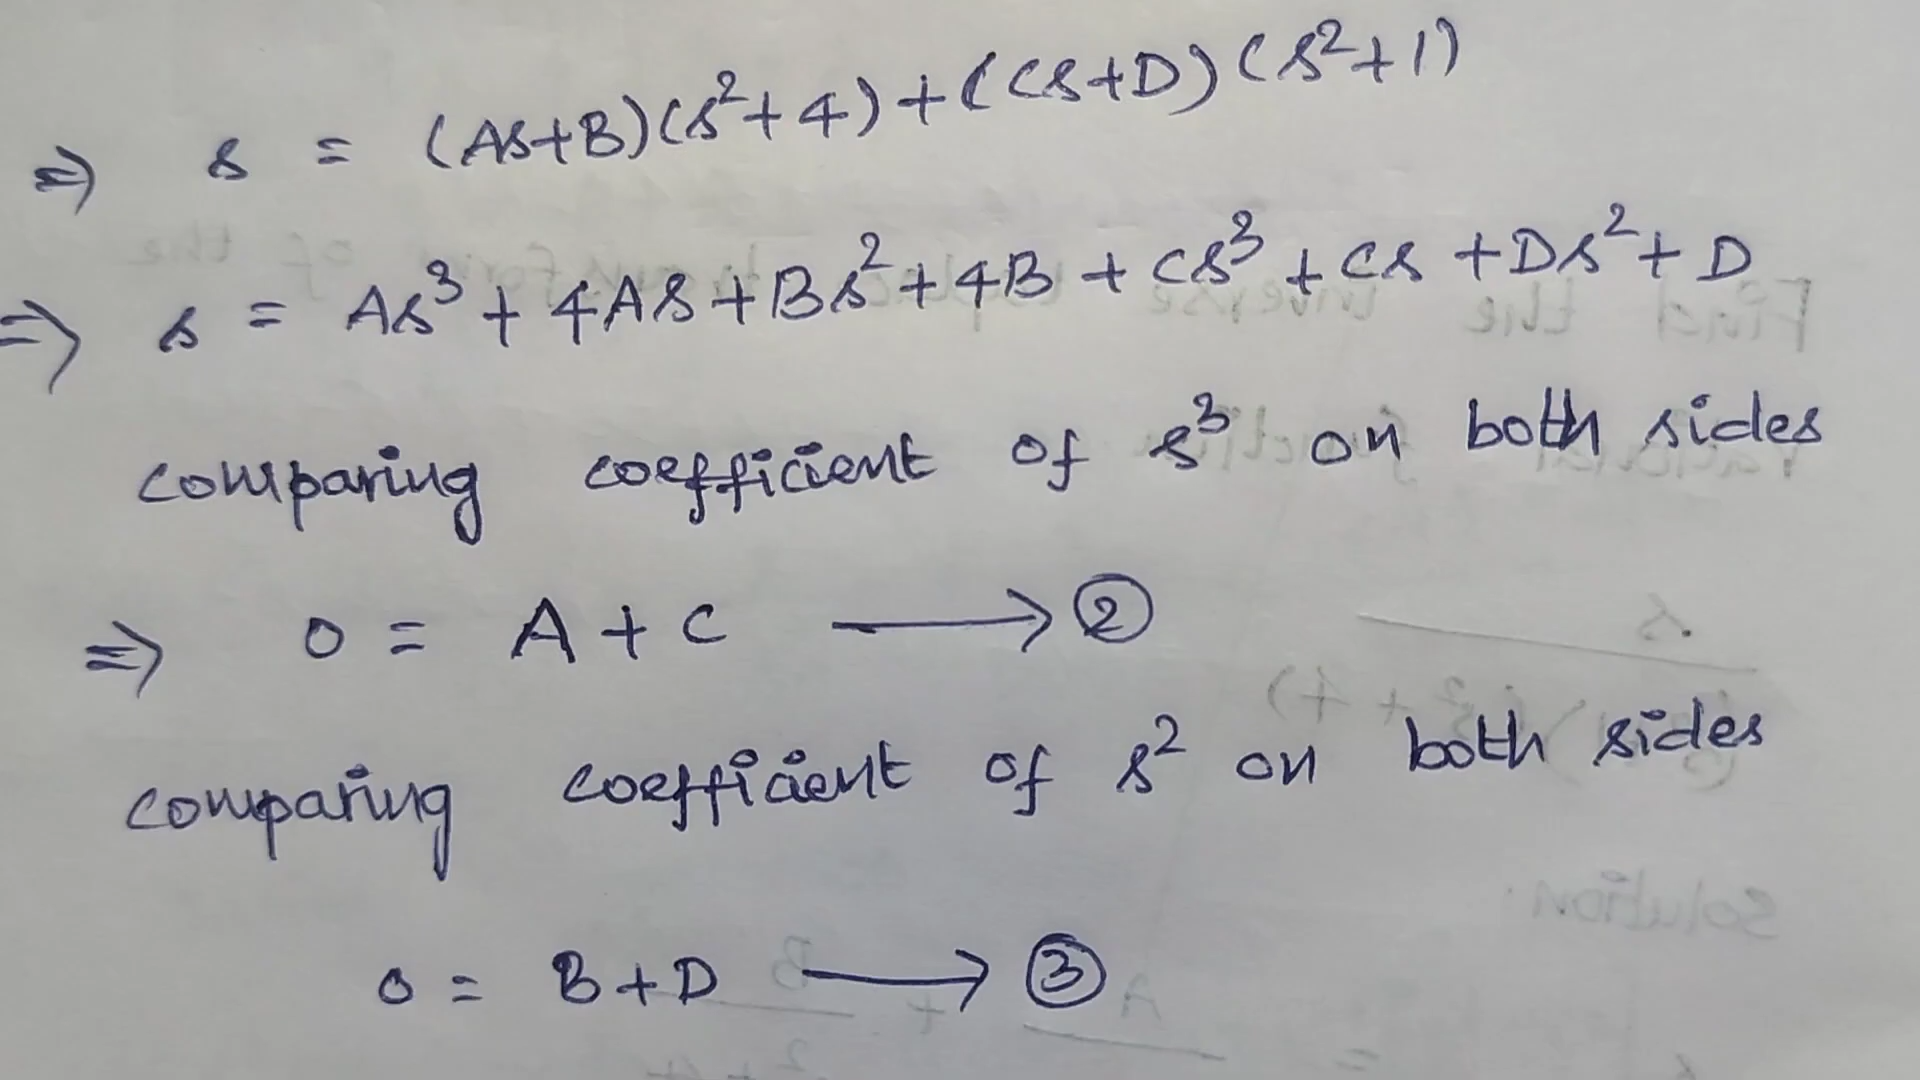 ⇒ s = (As+B)(s²+4)+(Cs+D)(s²+1)
⇒ s = As³ + 4As + Bs² + 4B + Cs³ + Cs + Ds² + D
comparing coefficient of s³ on both sides
⇒ 0 = A + C ⟶ ②
comparing coefficient of s² on both sides
0 = B + D ⟶ ③